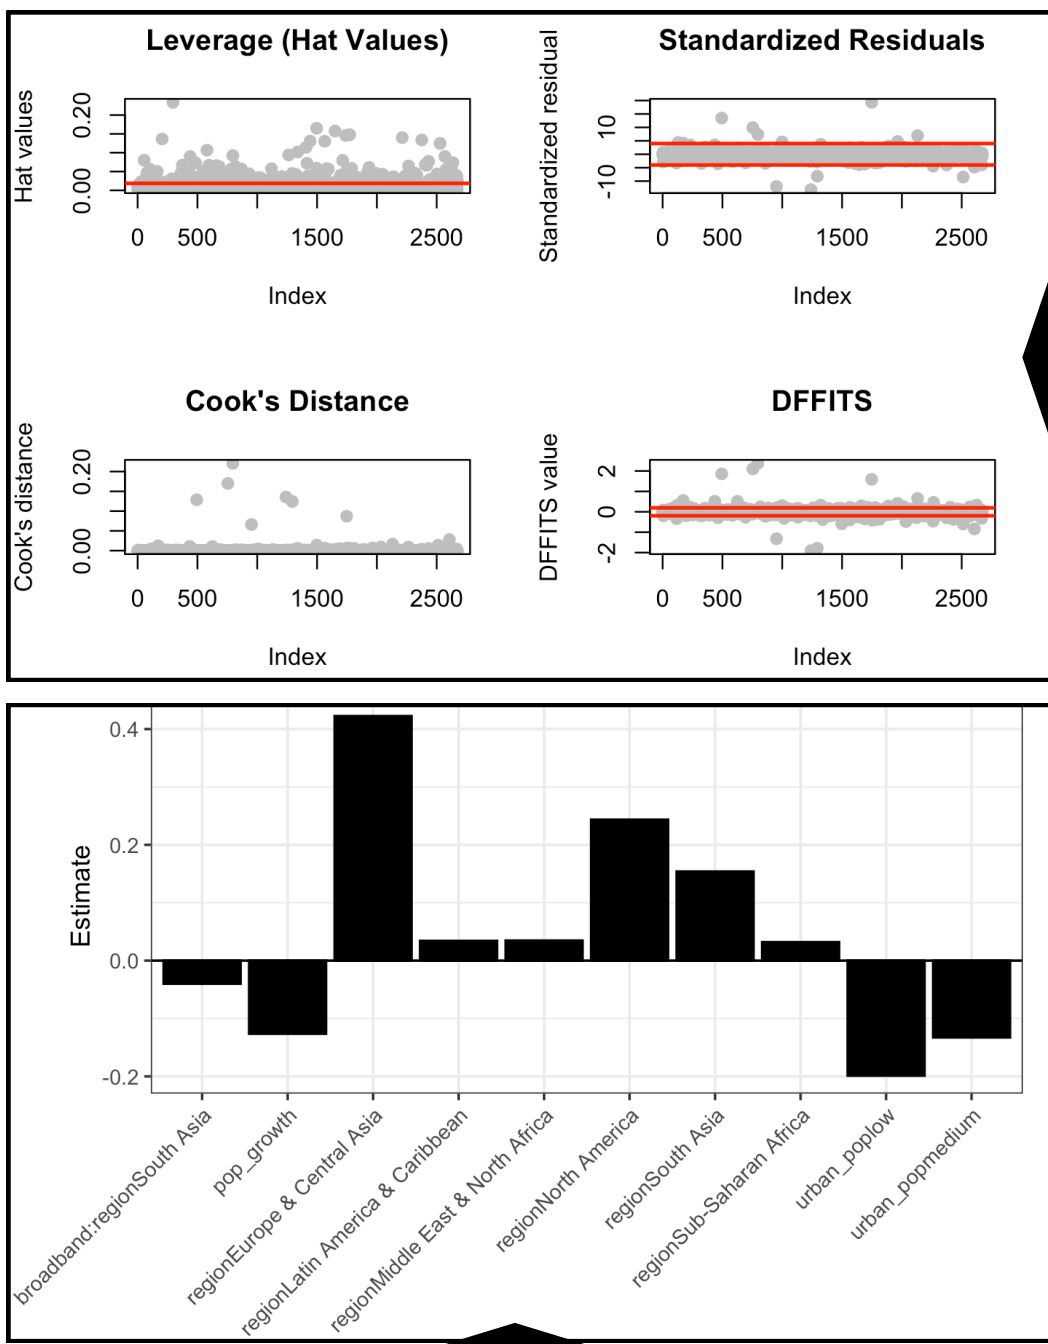 Leverage (Hat Values)
Hat values
0.20
0.00
0 500 1500 2500
Index
Standardized Residuals
Standardized residual
10
-10
0 500 1500 2500
Index
Cook's Distance
Cook's distance
0.20
0.00
0 500 1500 2500
Index
DFFITS
DFFITS value
2
0
-2
0 500 1500 2500
Index
Estimate
0.4
0.2
0.0
-0.2
broadband:regionSouth Asia
pop_growth
regionEurope & Central Asia
regionLatin America & Caribbean
regionMiddle East & North Africa
regionNorth America
regionSouth Asia
regionSub-Saharan Africa
urban_poplow
urban_popmedium